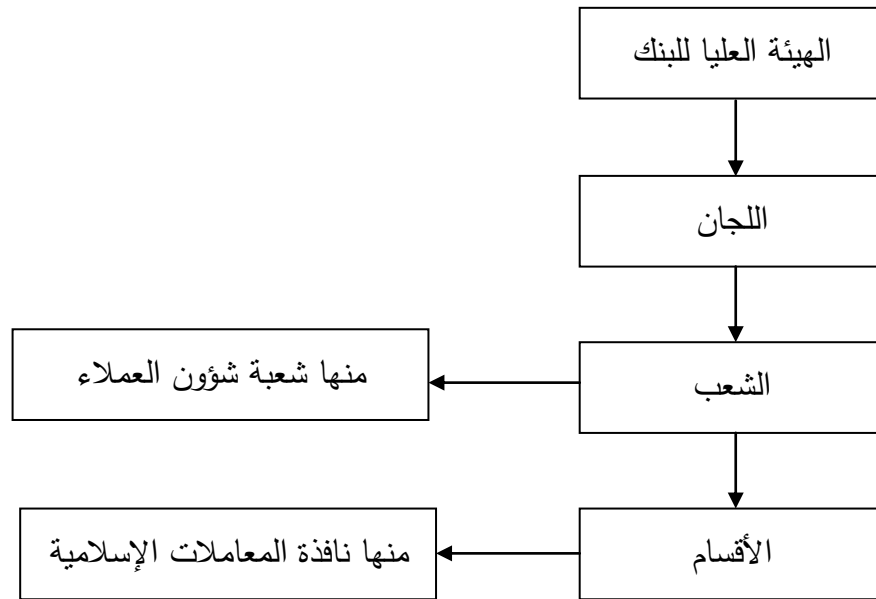 الهيئة العليا للبنك
اللجان
الشعب
منها شعبة شؤون العملاء
الأقسام
منها نافذة المعاملات الإسلامية